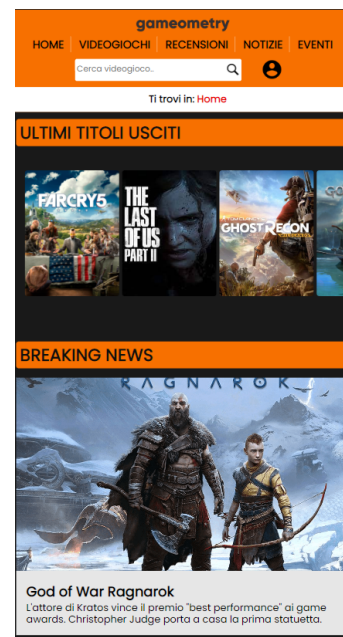 gameometry
HOME VIDEOGIOCHI RECENSIONI NOTIZIE EVENTI
Cerca videogioco..
Ti trovi in: Home
ULTIMI TITOLI USCITI
FARCRY5
THE
LAST
OF US
PART II
GHOST RECON
BREAKING NEWS
RAGNAROK
God of War Ragnarok
L'attore di Kratos vince il premio "best performance" ai game
awards. Christopher Judge porta a casa la prima statuetta.